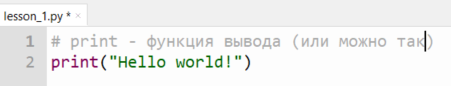 lesson_1.py * ×
1 # print - функция вывода (или можно так)
2 print("Hello world!")